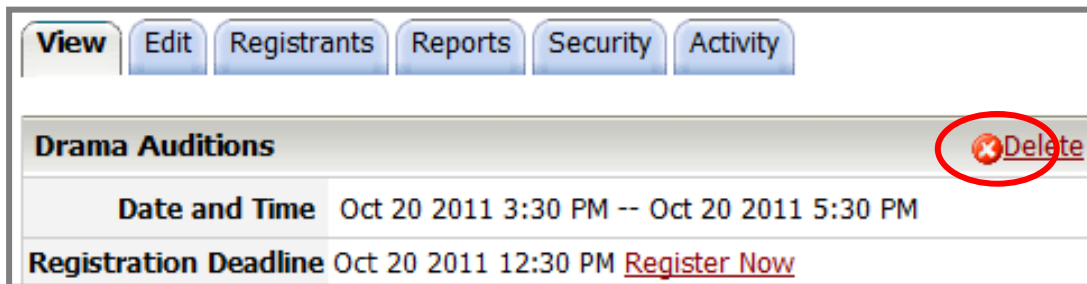 View Edit Registrants Reports Security Activity
Drama Auditions Delete
Date and Time Oct 20 2011 3:30 PM -- Oct 20 2011 5:30 PM
Registration Deadline Oct 20 2011 12:30 PM Register Now